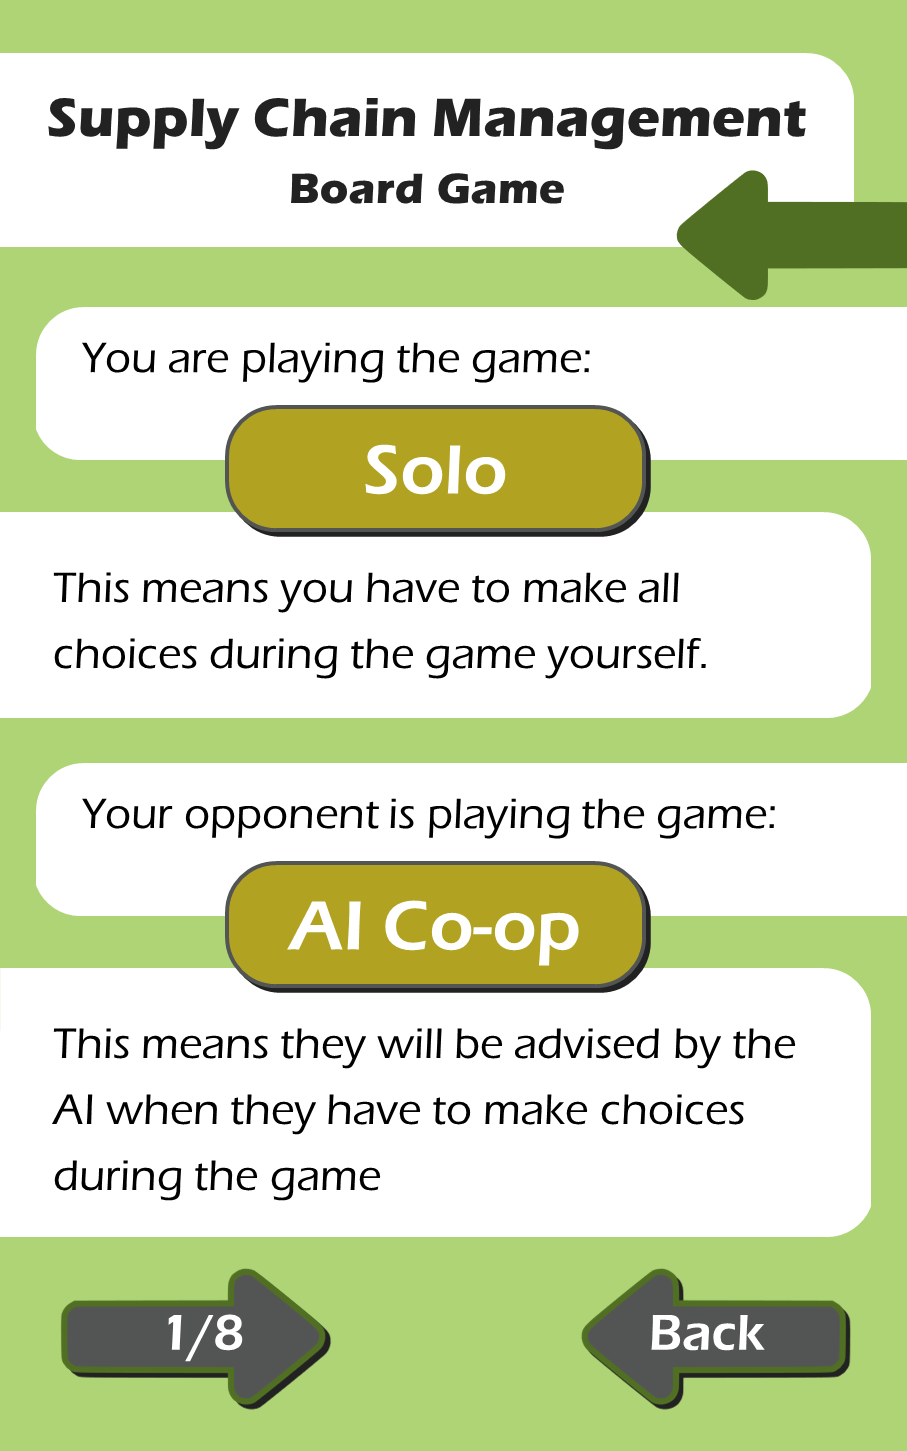 Supply Chain Management
Board Game
You are playing the game:
Solo
This means you have to make all
choices during the game yourself.
Your opponent is playing the game:
AI Co-op
This means they will be advised by the
AI when they have to make choices
during the game
1/8
Back